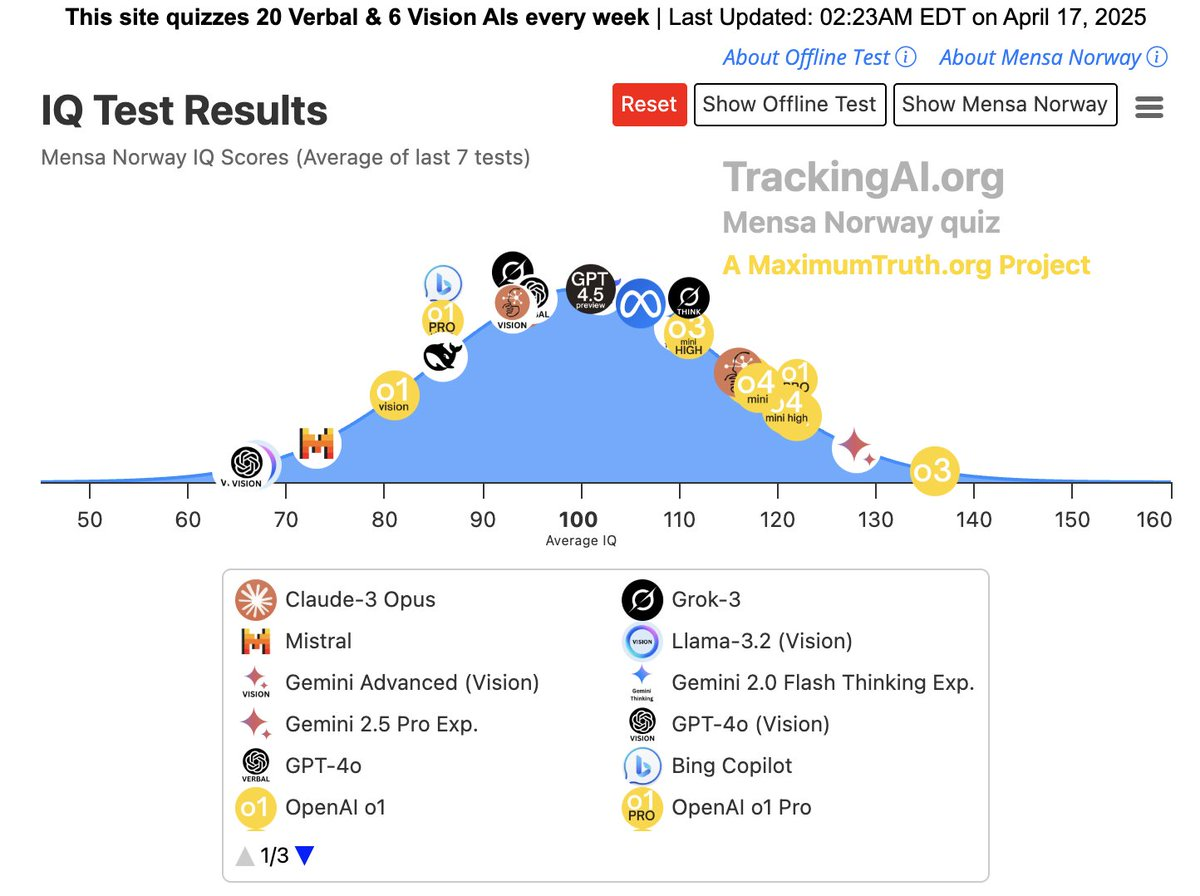 This site quizzes 20 Verbal & 6 Vision AIs every week | Last Updated: 02:23AM EDT on April 17, 2025
About Offline Test About Mensa Norway
IQ Test Results
Reset Show Offline Test Show Mensa Norway
Mensa Norway IQ Scores (Average of last 7 tests)
TrackingAI.org
Mensa Norway quiz
A MaximumTruth.org Project
o1
PRO
VISION
AL
GPT
4.5
preview
THINK
o3
mini
HIGH
o1
vision
o4
mini
o1
PRO
o4
mini high
VISION
o3
50 60 70 80 90 100 110 120 130 140 150 160
Average IQ
Claude-3 Opus Grok-3
Mistral VISION Llama-3.2 (Vision)
VISION Gemini Advanced (Vision) Gemini Thinking Gemini 2.0 Flash Thinking Exp.
Gemini 2.5 Pro Exp. VISION GPT-4o (Vision)
VERBAL GPT-4o Bing Copilot
o1 OpenAI o1 o1 PRO OpenAI o1 Pro
1/3